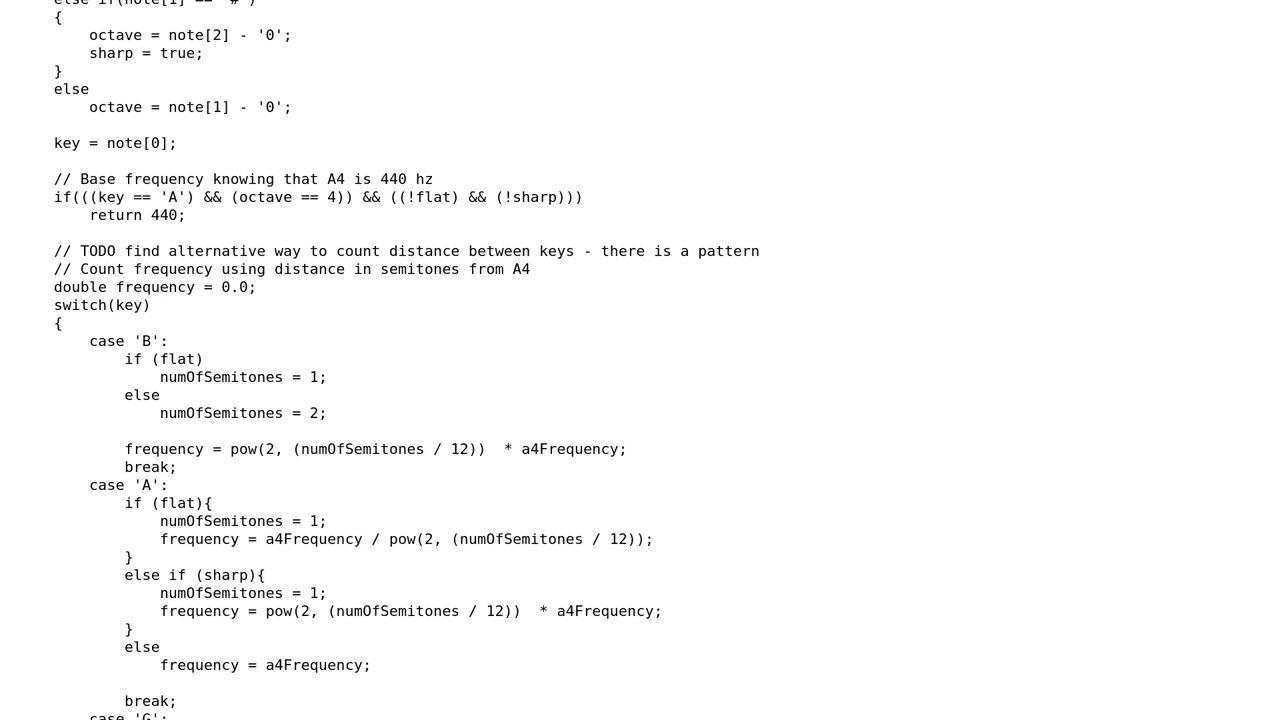 else if(note[1] == '#')
{
    octave = note[2] - '0';
    sharp = true;
}
else
    octave = note[1] - '0';

key = note[0];

// Base frequency knowing that A4 is 440 hz
if(((key == 'A') && (octave == 4)) && ((!flat) && (!sharp)))
    return 440;

// TODO find alternative way to count distance between keys - there is a pattern
// Count frequency using distance in semitones from A4
double frequency = 0.0;
switch(key)
{
    case 'B':
        if (flat)
            numOfSemitones = 1;
        else
            numOfSemitones = 2;

        frequency = pow(2, (numOfSemitones / 12))  * a4Frequency;
        break;
    case 'A':
        if (flat){
            numOfSemitones = 1;
            frequency = a4Frequency / pow(2, (numOfSemitones / 12));
        }
        else if (sharp){
            numOfSemitones = 1;
            frequency = pow(2, (numOfSemitones / 12))  * a4Frequency;
        }
        else
            frequency = a4Frequency;

        break;
    case 'G':